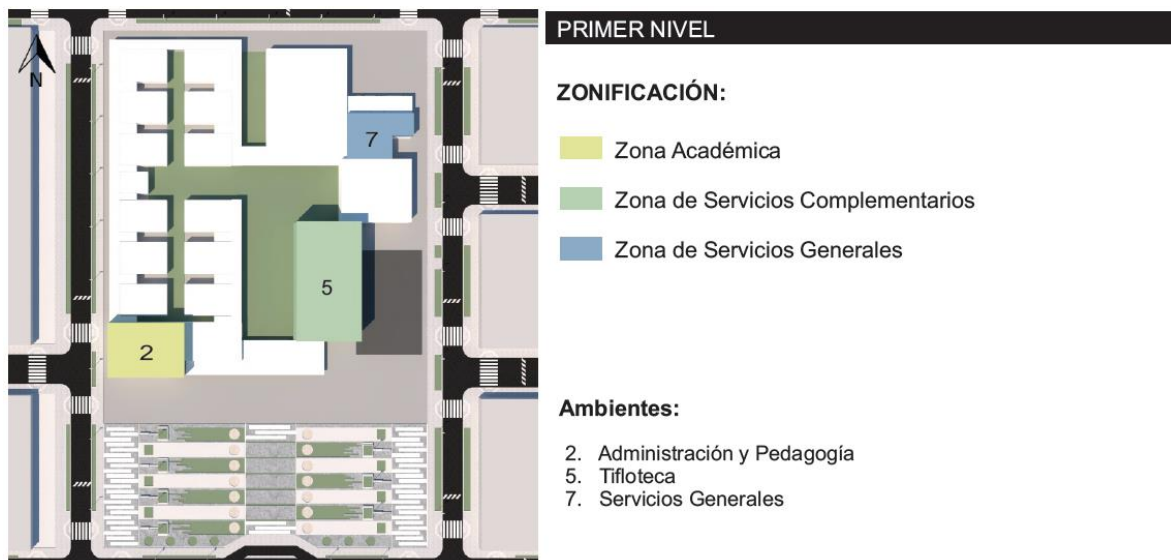 N
7
5
2
PRIMER NIVEL
ZONIFICACIÓN:
Zona Académica
Zona de Servicios Complementarios
Zona de Servicios Generales
Ambientes:
2. Administración y Pedagogía
5. Tifloteca
7. Servicios Generales